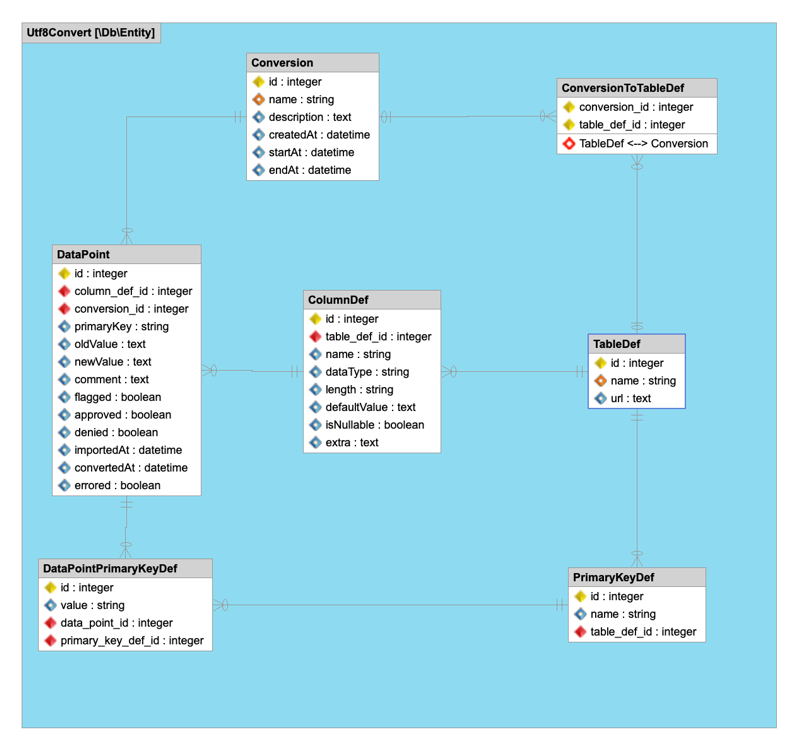 Utf8Convert [\Db\Entity]
Conversion
id : integer
name : string
description : text
createdAt : datetime
startAt : datetime
endAt : datetime
ConversionToTableDef
conversion_id : integer
table_def_id : integer
TableDef <--> Conversion
DataPoint
id : integer
column_def_id : integer
conversion_id : integer
primaryKey : string
oldValue : text
newValue : text
comment : text
flagged : boolean
approved : boolean
denied : boolean
importedAt : datetime
convertedAt : datetime
errored : boolean
ColumnDef
id : integer
table_def_id : integer
name : string
dataType : string
length : string
defaultValue : text
isNullable : boolean
extra : text
TableDef
id : integer
name : string
url : text
DataPointPrimaryKeyDef
id : integer
value : string
data_point_id : integer
primary_key_def_id : integer
PrimaryKeyDef
id : integer
name : string
table_def_id : integer